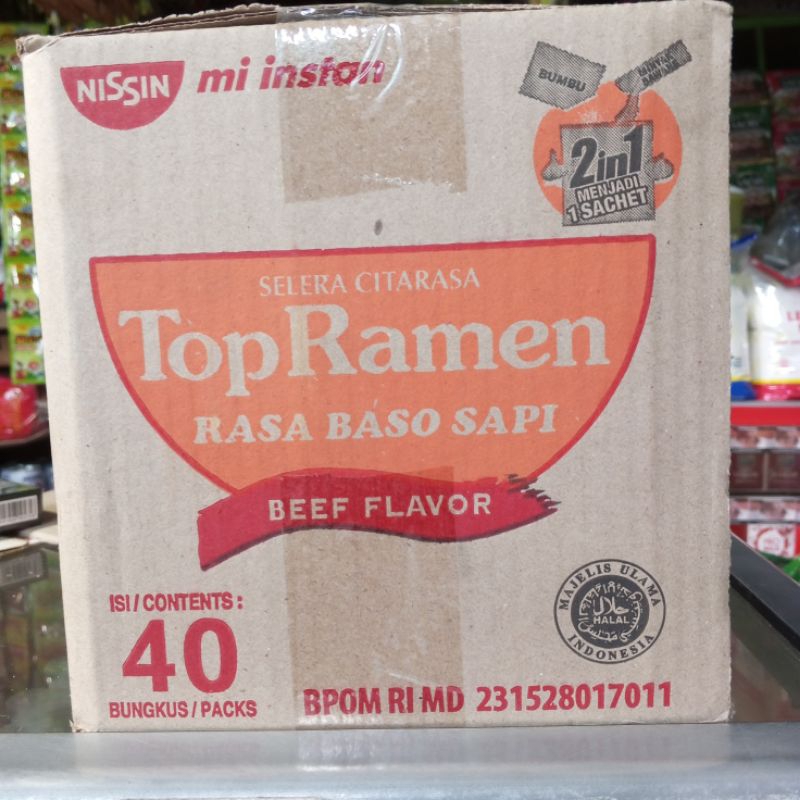 NISSIN
mi instan
BUMBU
2in1
MENJADI
1 SACHET
SELERA CITARASA
TopRamen
RASA BASO SAPI
BEEF FLAVOR
ISI / CONTENTS :
40
BUNGKUS / PACKS
MAJELIS ULAMA
حلال
HALAL
INDONESIA
BPOM RI MD 231528017011